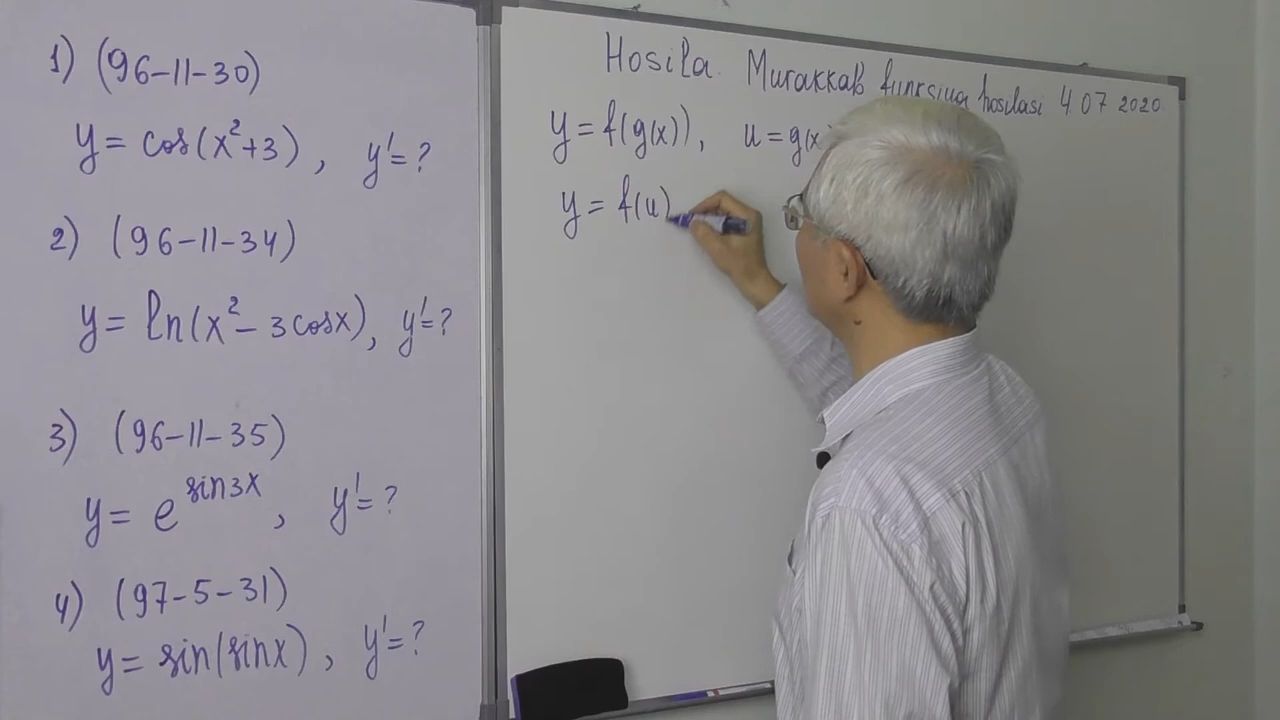 1) (96-11-30)
y = cos(x²+3), y'=?
2) (96-11-34)
y = ln(x²-3cosx), y'=?
3) (96-11-35)
y = e^{sin3x}, y'=?
4) (97-5-31)
y = sin(sinx), y'=?
Hosila. Murakkab funksiya hosilasi 4.07 2020
y = f(g(x)), u = g(x)
y = f(u)